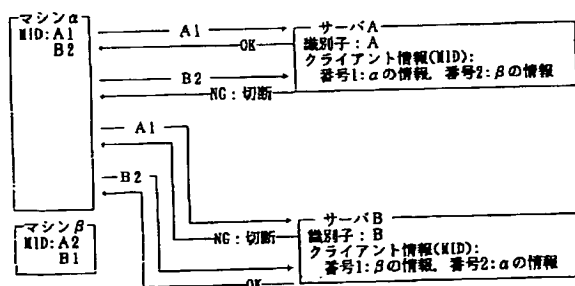 マシンα
MID:A1
B2
A1
OK
B2
NG:切断
サーバA
識別子:A
クライアント情報(MID):
番号1:αの情報, 番号2:βの情報
A1
B2
マシンβ
MID:A2
B1
NG:切断
OK
サーバB
識別子:B
クライアント情報(MID):
番号1:βの情報, 番号2:αの情報